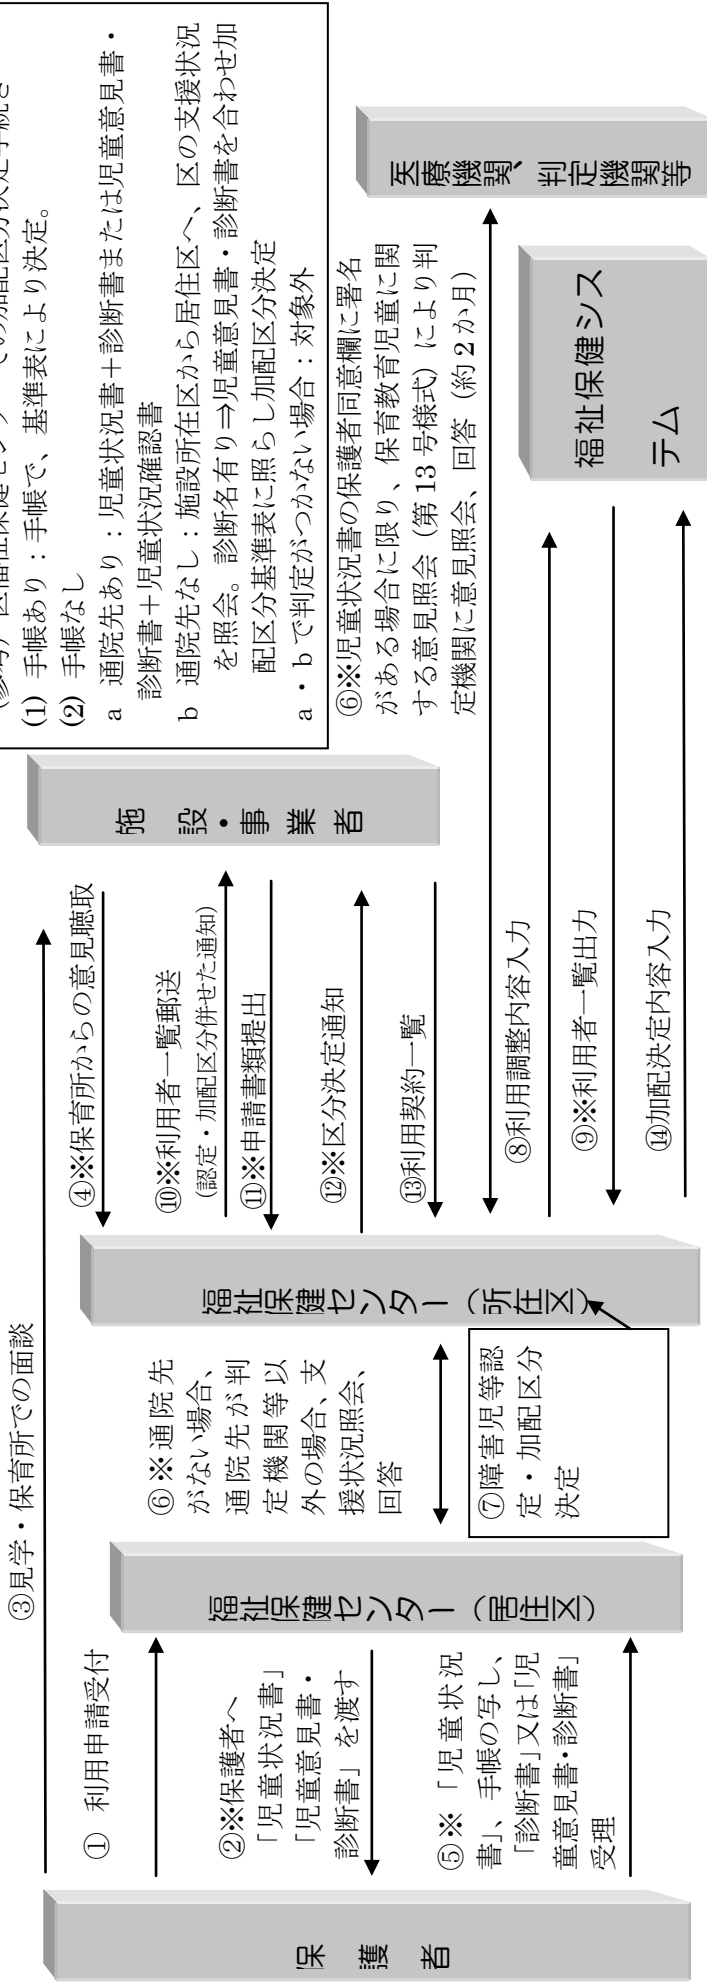 保護者
① 利用申請受付
②※保護者へ
「児童状況書」
「児童意見書・
診断書」を渡す
⑤※「児童状況
書」、手帳の写し、
「診断書」又は「児
童意見書・診断書」
受理
③見学・保育所での面談
福祉保健センター（居住区）
⑥※通院先
がない場合、
通院先が判
定機関等以
外の場合、支
援状況照会、
回答
⑦障害児等認
定・加配区分
決定
福祉保健センター（所在区）
④※保育所からの意見聴取
⑩※利用者一覧郵送
(認定・加配区分併せた通知)
⑪※申請書類提出
⑫※区分決定通知
⑬利用契約一覧
⑧利用調整内容入力
⑨※利用者一覧出力
⑭加配決定内容入力
施設・事業者
(参考) 区福祉保健センターでの加配区分決定手続き
(1) 手帳あり：手帳で、基準表により決定。
(2) 手帳なし
a 通院先あり：児童状況書＋診断書または児童意見書・
診断書＋児童状況確認書
b 通院先なし：施設所在区から居住区へ、区の支援状況
を照会。診断名有り⇒児童意見書・診断書を合わせ加
配区分基準表に照らし加配区分決定
a・bで判定がつかない場合：対象外
⑥※児童状況書の保護者同意欄に署名
がある場合に限り、保育教育児童に関
する意見照会（第 13 号様式）により判
定機関に意見照会、回答（約 2 か月）
医療機関、判定機関等
福祉保健シス
テム